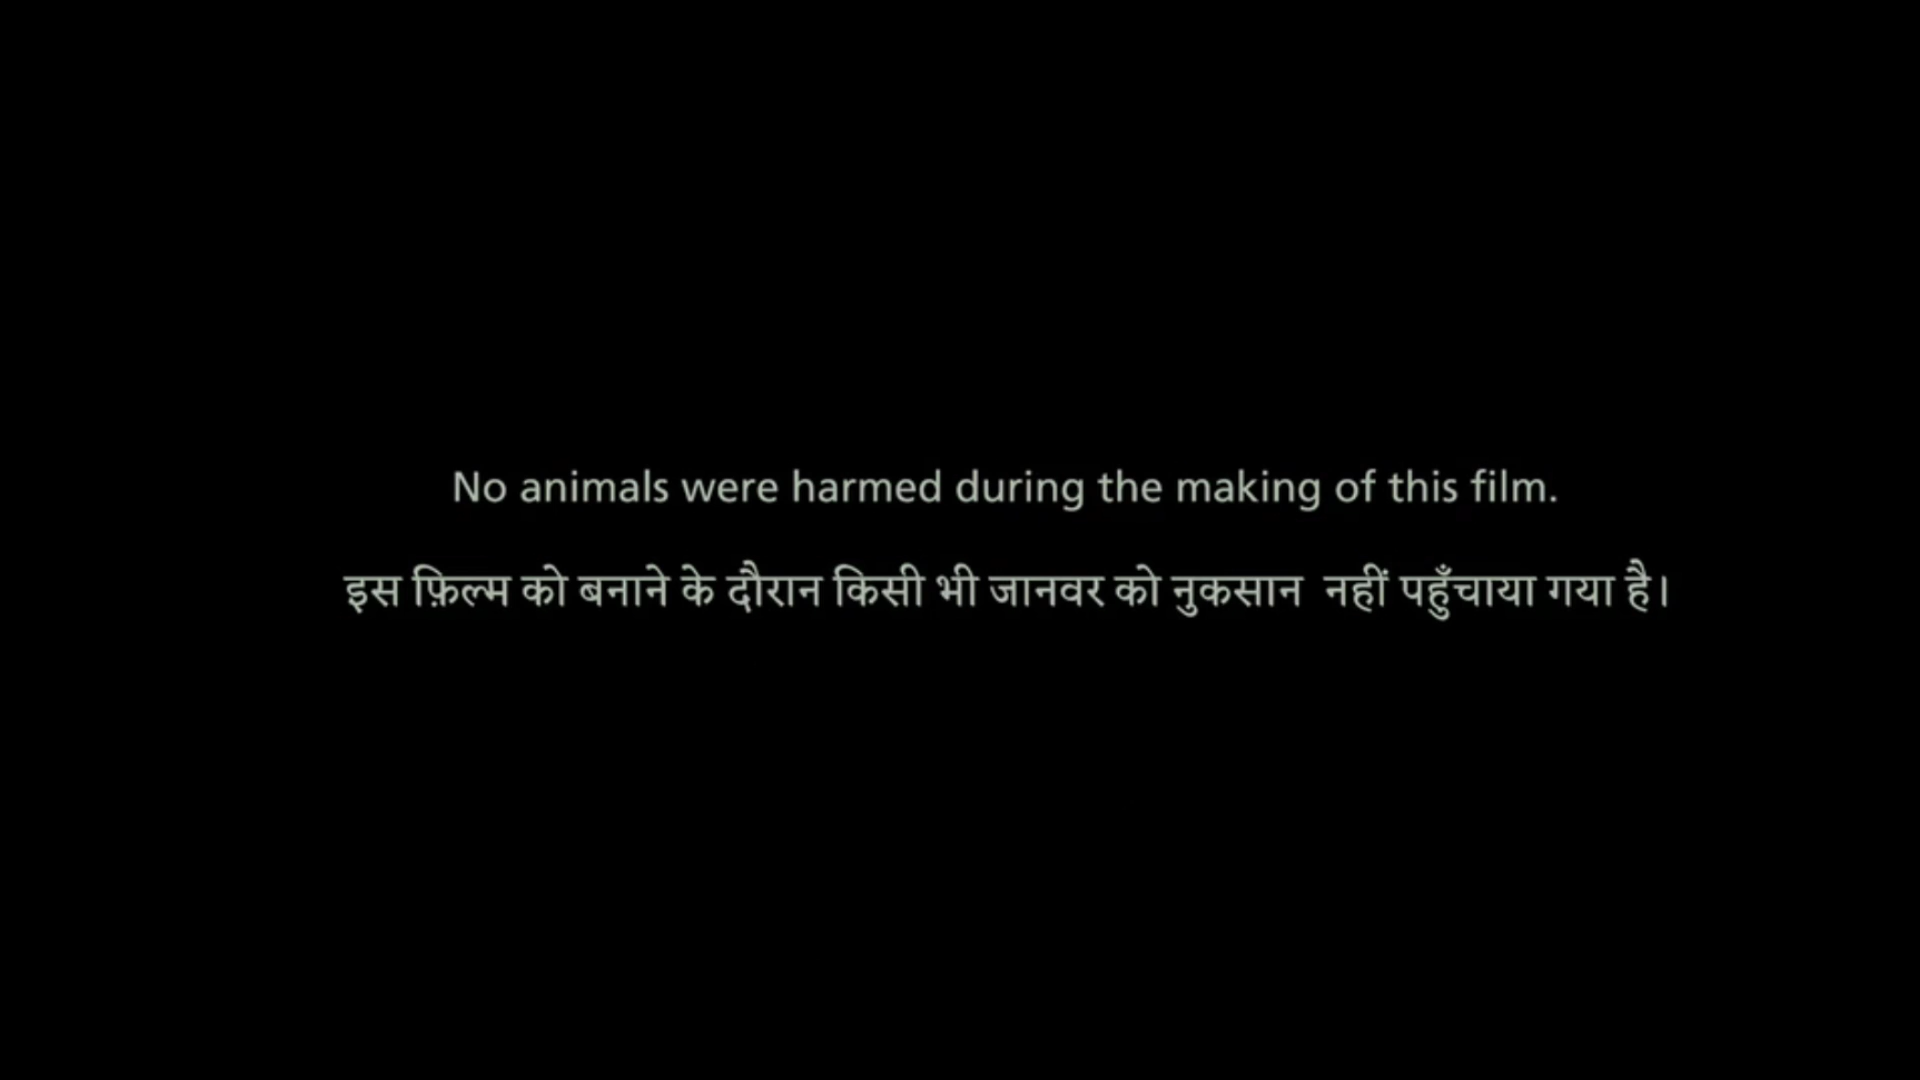 No animals were harmed during the making of this film.
इस फ़िल्म को बनाने के दौरान किसी भी जानवर को नुकसान नहीं पहुँचाया गया है।